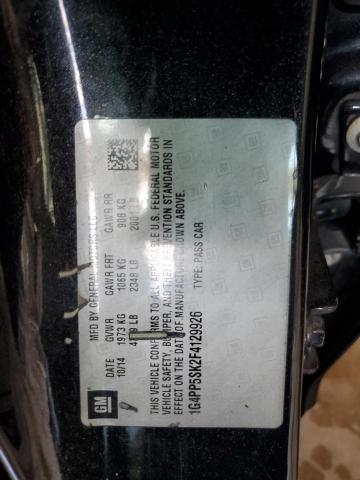 GM
MFD BY GENERAL MOTORS LLC
DATE GVWR GAWR FRT GAWR RR
10/14 1973 KG 1065 KG 908 KG
LB 2348 LB 2001 LB
THIS VEHICLE CONFORMS TO ALL APPLICABLE U.S. FEDERAL MOTOR
VEHICLE SAFETY, BUMPER, AND THEFT PREVENTION STANDARDS IN
EFFECT ON THE DATE OF MANUFACTURE SHOWN ABOVE.
1G4PP5SK2F4129926 TYPE: PASS CAR